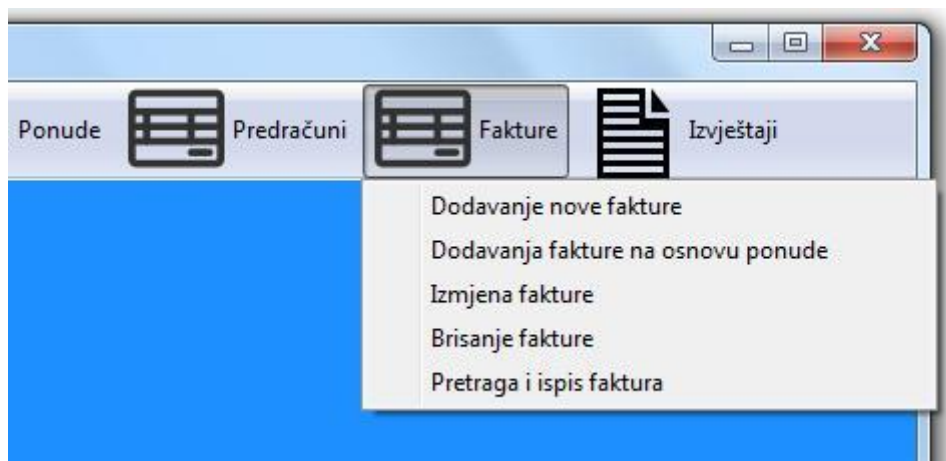 Ponude
Predračuni
Fakture
Izvještaji
Dodavanje nove fakture
Dodavanja fakture na osnovu ponude
Izmjena fakture
Brisanje fakture
Pretraga i ispis faktura